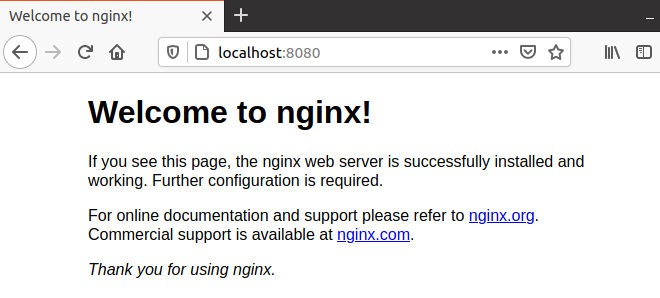 Welcome to nginx!
localhost:8080
Welcome to nginx!
If you see this page, the nginx web server is successfully installed and
working. Further configuration is required.
For online documentation and support please refer to nginx.org.
Commercial support is available at nginx.com.
Thank you for using nginx.